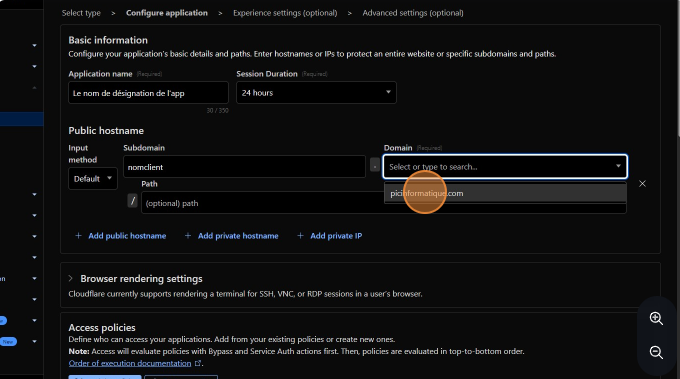 Select type > Configure application > Experience settings (optional) > Advanced settings (optional)
Basic information
Configure your application's basic details and paths. Enter hostnames or IPs to protect an entire website or specific subdomains and paths.
Application name (Required) Session Duration (Required)
Le nom de désignation de l'app 24 hours
30 / 350
Public hostname
Input method Subdomain Domain (Required)
Default nomclient . Select or type to search...
Path
picinformatique.com
/ (optional) path
+ Add public hostname + Add private hostname + Add private IP
> Browser rendering settings
Cloudflare currently supports rendering a terminal for SSH, VNC, or RDP sessions in a user's browser.
Access policies
Define who can access your applications. Add from your existing policies or create new ones.
Note: Access will evaluate policies with Bypass and Service Auth actions first. Then, policies are evaluated in top-to-bottom order.
Order of execution documentation